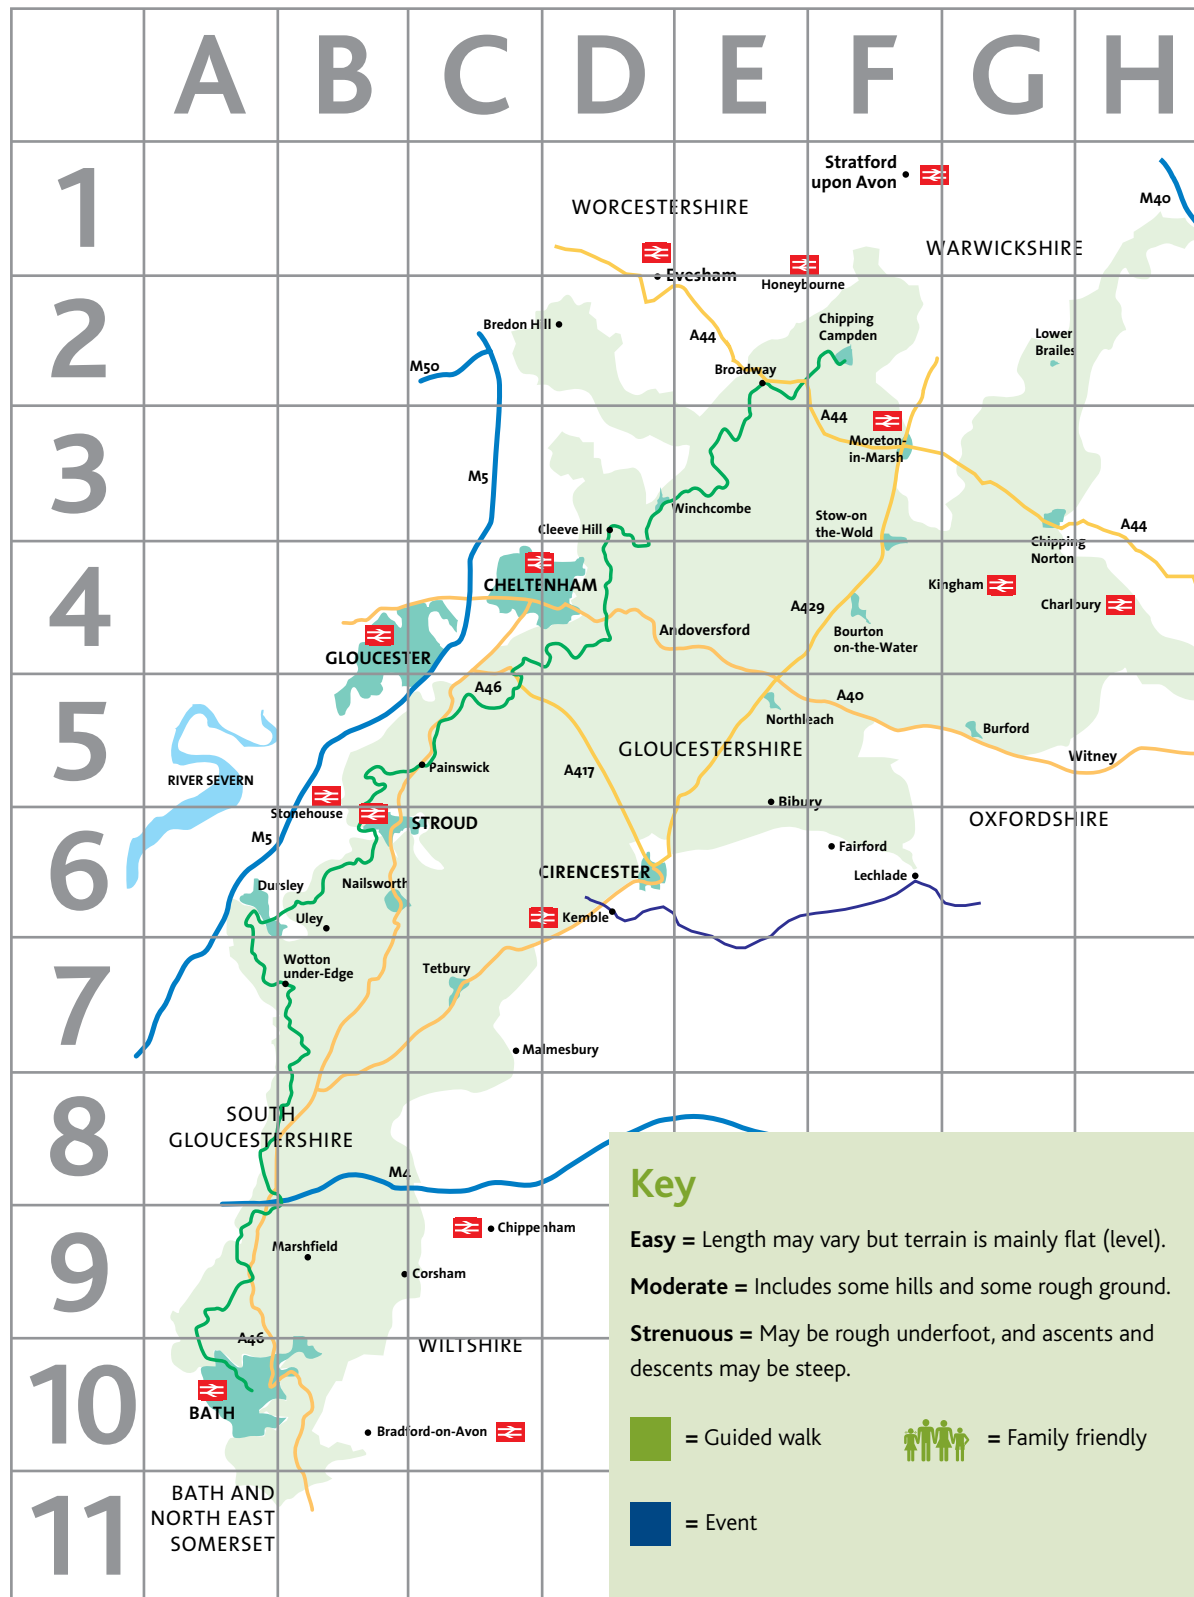 A B C D E F G H
1
2
3
4
5
6
7
8
9
10
11
Stratford
upon Avon
M40
WORCESTERSHIRE
WARWICKSHIRE
Evesham
Honeybourne
Bredon Hill
A44
Chipping
Campden
Lower
Brailes
M50
Broadway
A44
Moreton-
in-Marsh
M5
Winchcombe
Cleeve Hill
Stow-on
the-Wold
A44
Chipping
Norton
CHELTENHAM
Kingham
Charlbury
A429
Andoversford
Bourton
on-the-Water
GLOUCESTER
A46
A40
Northleach
Burford
GLOUCESTERSHIRE
Witney
Painswick
A417
RIVER SEVERN
Bibury
Stonehouse
STROUD
OXFORDSHIRE
M5
Fairford
CIRENCESTER
Lechlade
Dursley
Nailsworth
Uley
Kemble
Wotton
under-Edge
Tetbury
Malmesbury
SOUTH
GLOUCESTERSHIRE
M4
Chippenham
Marshfield
Corsham
A46
WILTSHIRE
BATH
Bradford-on-Avon
BATH AND
NORTH EAST
SOMERSET
Key
Easy = Length may vary but terrain is mainly flat (level).
Moderate = Includes some hills and some rough ground.
Strenuous = May be rough underfoot, and ascents and
descents may be steep.
= Guided walk
= Family friendly
= Event